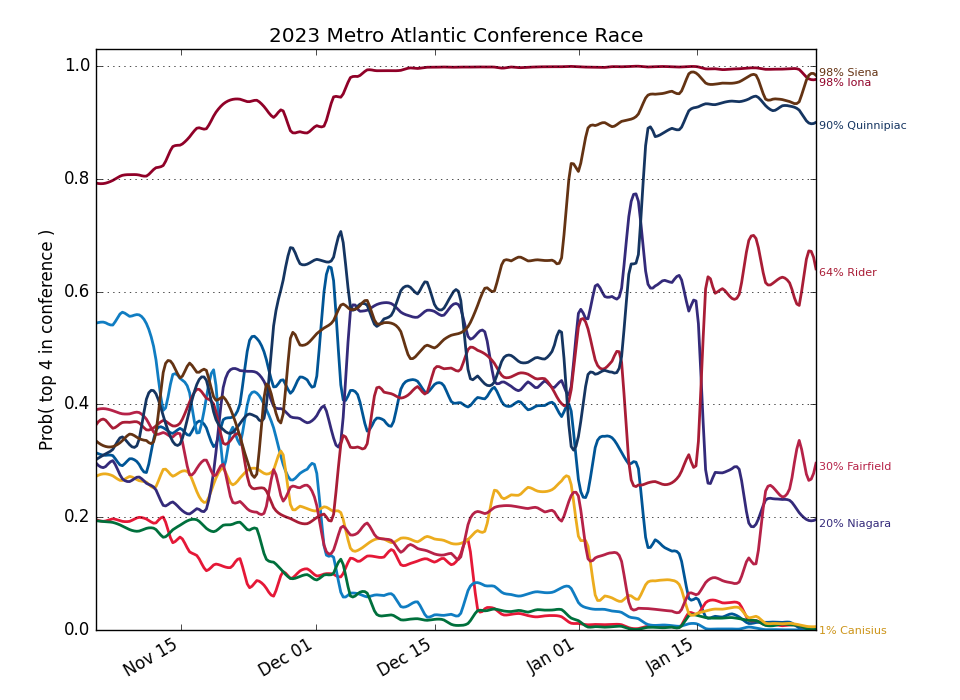 2023 Metro Atlantic Conference Race
Prob( top 4 in conference )
1.0
0.8
0.6
0.4
0.2
0.0
Nov 15
Dec 01
Dec 15
Jan 01
Jan 15
98% Siena
98% Iona
90% Quinnipiac
64% Rider
30% Fairfield
20% Niagara
1% Canisius